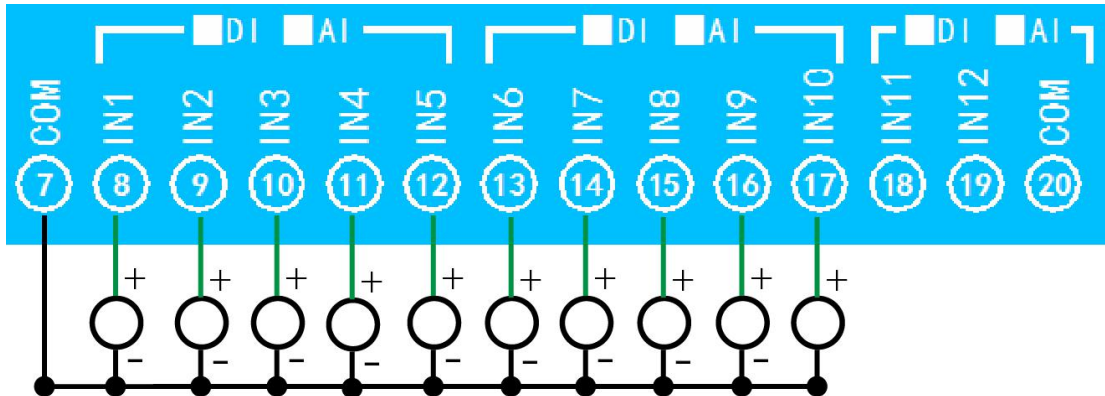 DI AI DI AI DI AI
COM IN1 IN2 IN3 IN4 IN5 IN6 IN7 IN8 IN9 IN10 IN11 IN12 COM
7 8 9 10 11 12 13 14 15 16 17 18 19 20
+ + + + + + + + + +
- - - - - - - - - -